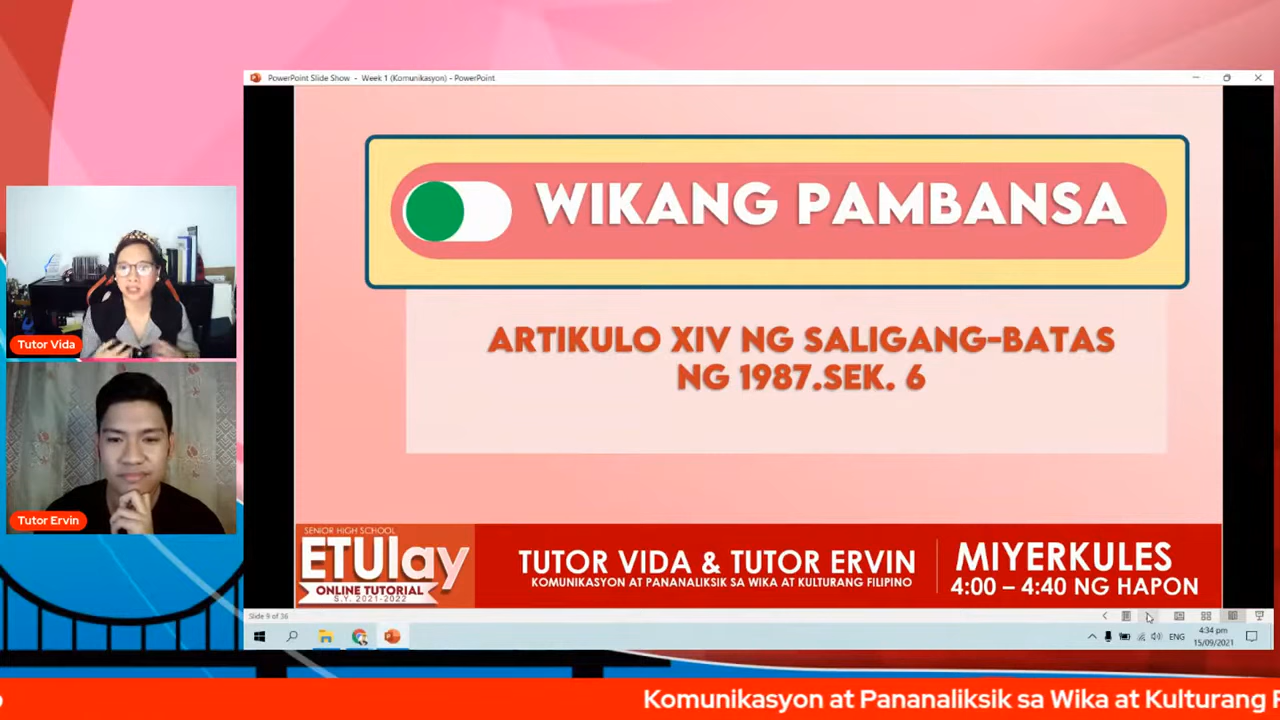 PowerPoint Slide Show - Week 1 (Komunikasyon) - PowerPoint
WIKANG PAMBANSA
ARTIKULO XIV NG SALIGANG-BATAS
NG 1987.SEK. 6
Tutor Vida
Tutor Ervin
SENIOR HIGH SCHOOL
ETUlay
ONLINE TUTORIAL
S.Y. 2021-2022
TUTOR VIDA & TUTOR ERVIN
KOMUNIKASYON AT PANANALIKSIK SA WIKA AT KULTURANG FILIPINO
MIYERKULES
4:00 – 4:40 NG HAPON
Slide 9 of 36
ENG
4:34 pm
15/09/2021
Komunikasyon at Pananaliksik sa Wika at Kulturang